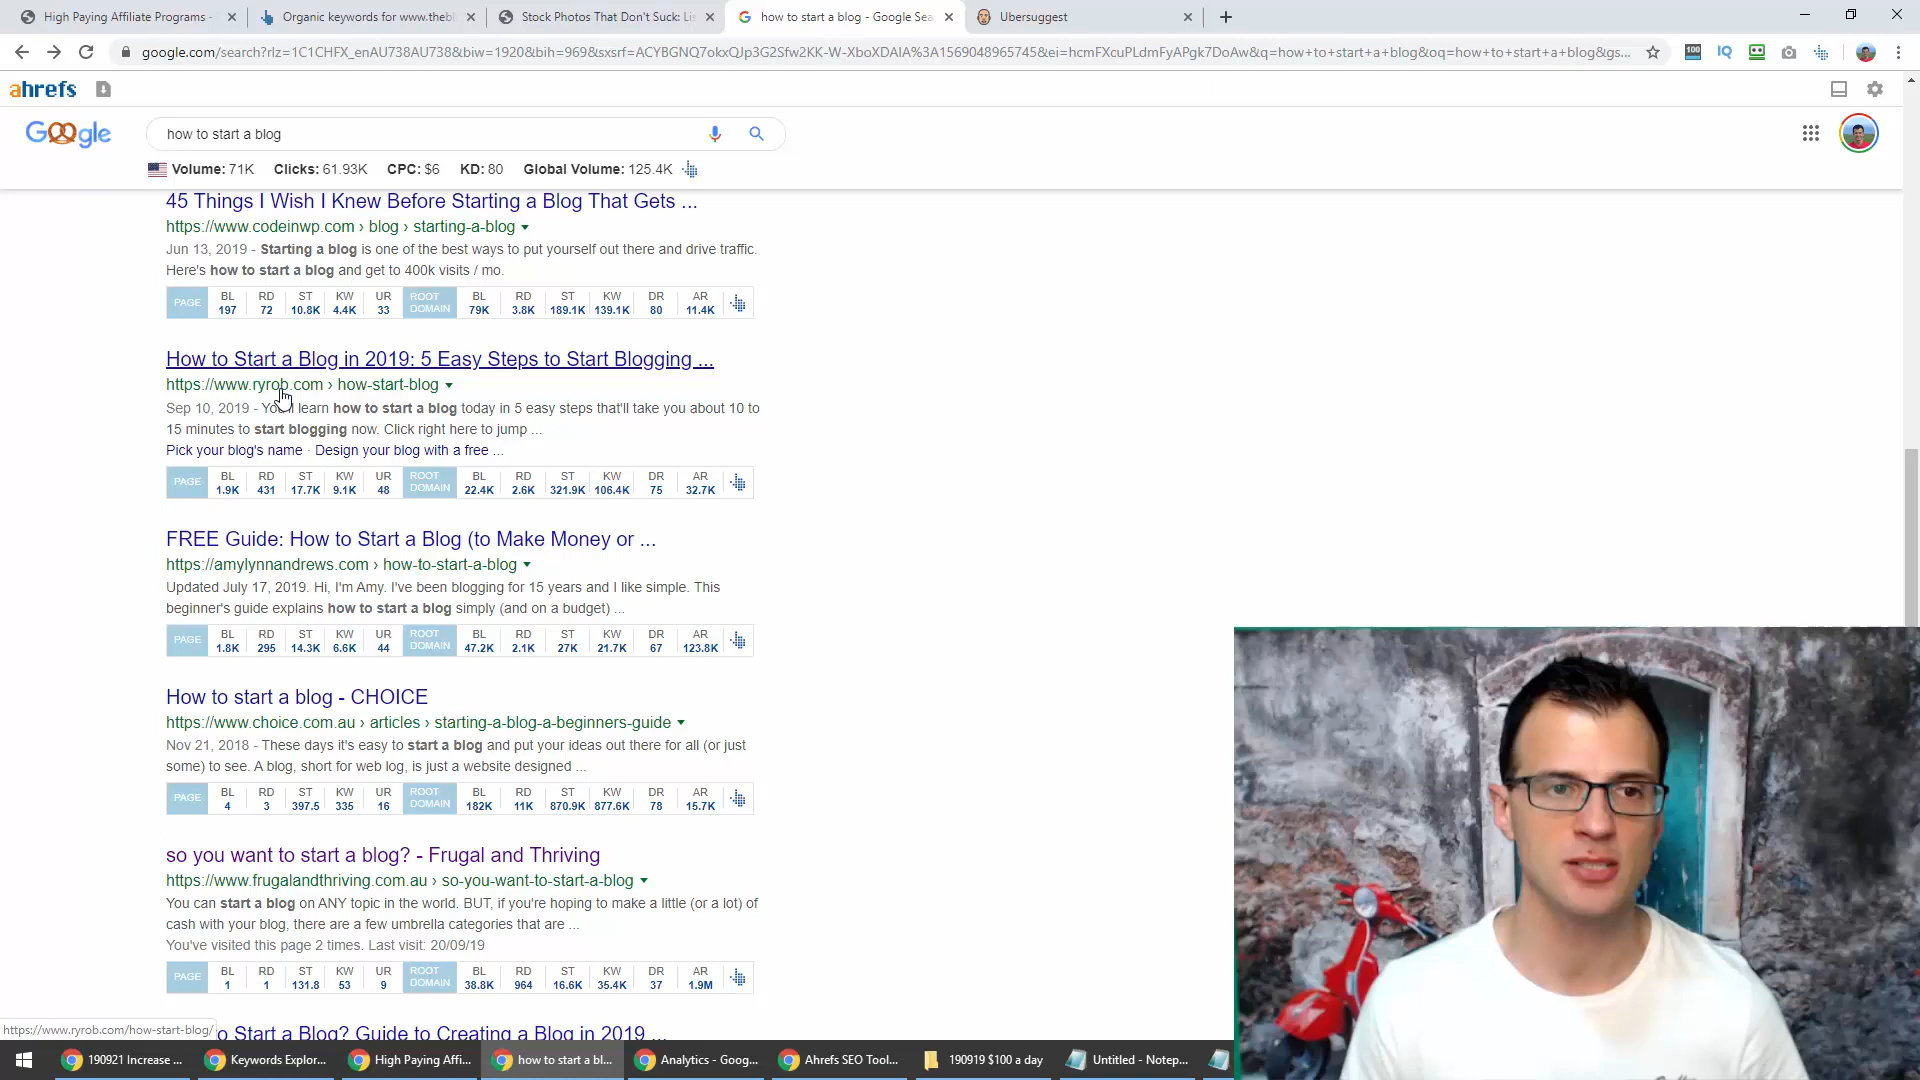 High Paying Affiliate Programs -
Organic keywords for www.thebl
Stock Photos That Don't Suck: Li
how to start a blog - Google Sea
Ubersuggest
google.com/search?rlz=1C1CHFX_enAU738AU738&biw=1920&bih=969&sxsrf=ACYBGNQ7okxQJp3G2Sfw2KK-W-XboXDAIA%3A1569048965745&ei=hcmFXcuPLdmFyAPgk7DoAw&q=how+to+start+a+blog&oq=how+to+start+a+blog&gs...
100
IQ
ahrefs
Google
how to start a blog
Volume: 71K Clicks: 61.93K CPC: $6 KD: 80 Global Volume: 125.4K
45 Things I Wish I Knew Before Starting a Blog That Gets ...
https://www.codeinwp.com › blog › starting-a-blog
Jun 13, 2019 - Starting a blog is one of the best ways to put yourself out there and drive traffic.
Here's how to start a blog and get to 400k visits / mo.
PAGE BL RD ST KW UR ROOT DOMAIN BL RD ST KW DR AR
197 72 10.8K 4.4K 33 79K 3.8K 189.1K 139.1K 80 11.4K
How to Start a Blog in 2019: 5 Easy Steps to Start Blogging ...
https://www.ryrob.com › how-start-blog
Sep 10, 2019 - You'll learn how to start a blog today in 5 easy steps that'll take you about 10 to
15 minutes to start blogging now. Click right here to jump ...
Pick your blog's name · Design your blog with a free ...
PAGE BL RD ST KW UR ROOT DOMAIN BL RD ST KW DR AR
1.9K 431 17.7K 9.1K 48 22.4K 2.6K 321.9K 106.4K 75 32.7K
FREE Guide: How to Start a Blog (to Make Money or ...
https://amylynnandrews.com › how-to-start-a-blog
Updated July 17, 2019. Hi, I'm Amy. I've been blogging for 15 years and I like simple. This
beginner's guide explains how to start a blog simply (and on a budget) ...
PAGE BL RD ST KW UR ROOT DOMAIN BL RD ST KW DR AR
1.8K 295 14.3K 6.6K 44 47.2K 2.1K 27K 21.7K 67 123.8K
How to start a blog - CHOICE
https://www.choice.com.au › articles › starting-a-blog-a-beginners-guide
Nov 21, 2018 - These days it's easy to start a blog and put your ideas out there for all (or just
some) to see. A blog, short for web log, is just a website designed ...
PAGE BL RD ST KW UR ROOT DOMAIN BL RD ST KW DR AR
4 3 397.5 335 16 182K 11K 870.9K 877.6K 78 15.7K
so you want to start a blog? - Frugal and Thriving
https://www.frugalandthriving.com.au › so-you-want-to-start-a-blog
You can start a blog on ANY topic in the world. BUT, if you're hoping to make a little (or a lot) of
cash with your blog, there are a few umbrella categories that are ...
You've visited this page 2 times. Last visit: 20/09/19
PAGE BL RD ST KW UR ROOT DOMAIN BL RD ST KW DR AR
1 1 131.8 53 9 38.8K 964 16.6K 35.4K 37 1.9M
https://www.ryrob.com/how-start-blog/
o Start a Blog? Guide to Creating a Blog in 2019 ...
190921 Increase ...
Keywords Explor...
High Paying Affi...
how to start a bl...
Analytics - Goog...
Ahrefs SEO Tool...
190919 $100 a day
Untitled - Notep...